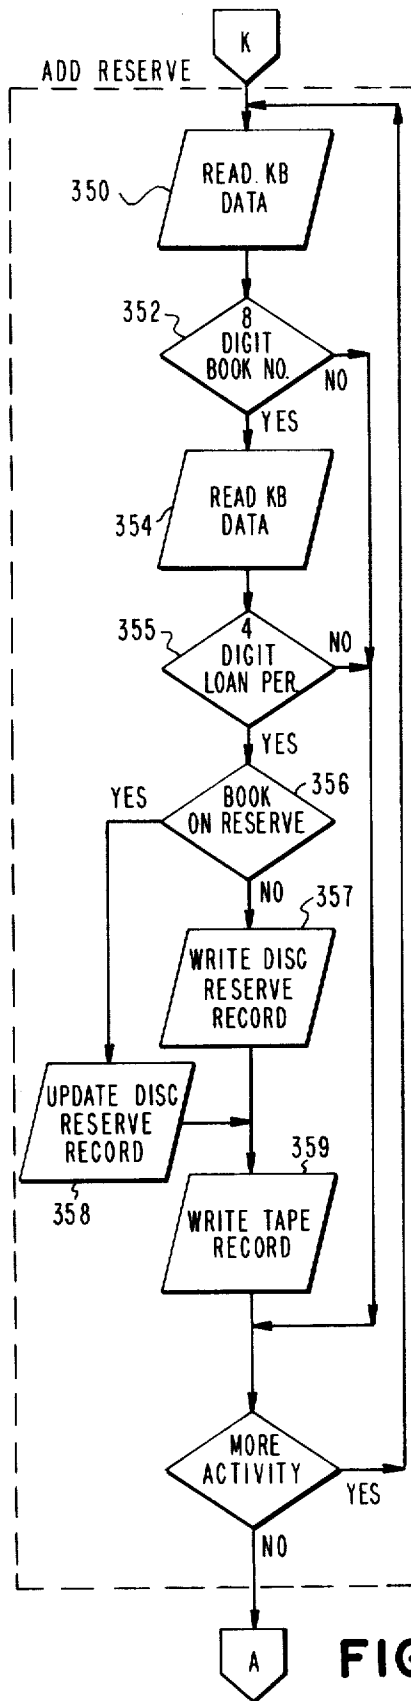 K
ADD RESERVE
READ KB
DATA
350
352
8
DIGIT
BOOK NO.
NO
YES
READ KB
DATA
354
355
4
DIGIT
LOAN PER.
NO
YES
356
BOOK
ON RESERVE
YES
NO
357
WRITE DISC
RESERVE
RECORD
UPDATE DISC
RESERVE
RECORD
358
359
WRITE TAPE
RECORD
MORE
ACTIVITY
YES
NO
A
FIG